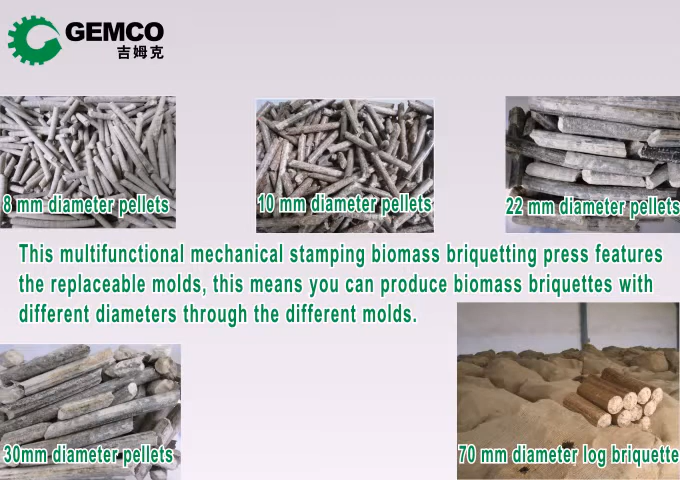 GEMCO
吉姆克
8 mm diameter pellets
10 mm diameter pellets
22 mm diameter pellets
This multifunctional mechanical stamping biomass briquetting press features
the replaceable molds, this means you can produce biomass briquettes with
different diameters through the different molds.
30mm diameter pellets
70 mm diameter log briquette